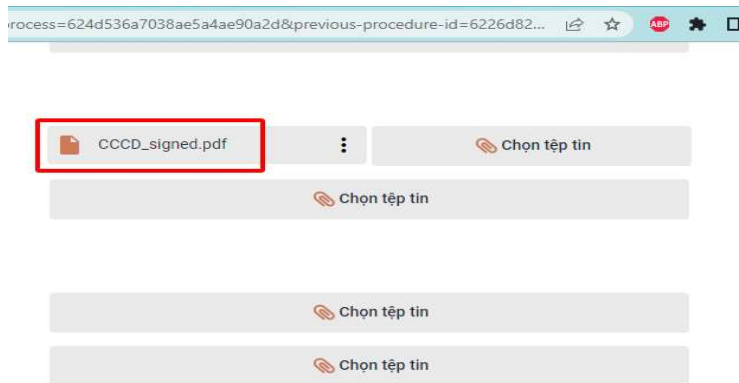 rocess=624d536a7038ae5a4ae90a2d&previous-procedure-id=6226d82... ABP
CCCD_signed.pdf Chọn tệp tin
Chọn tệp tin
Chọn tệp tin
Chọn tệp tin